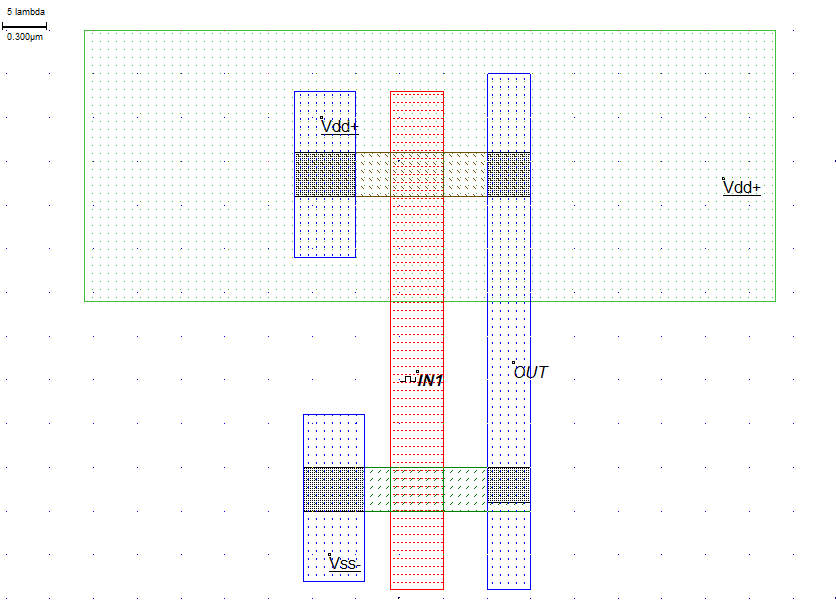 5 lambda
0.300µm
Vdd+
Vdd+
OUT
IN1
Vss-